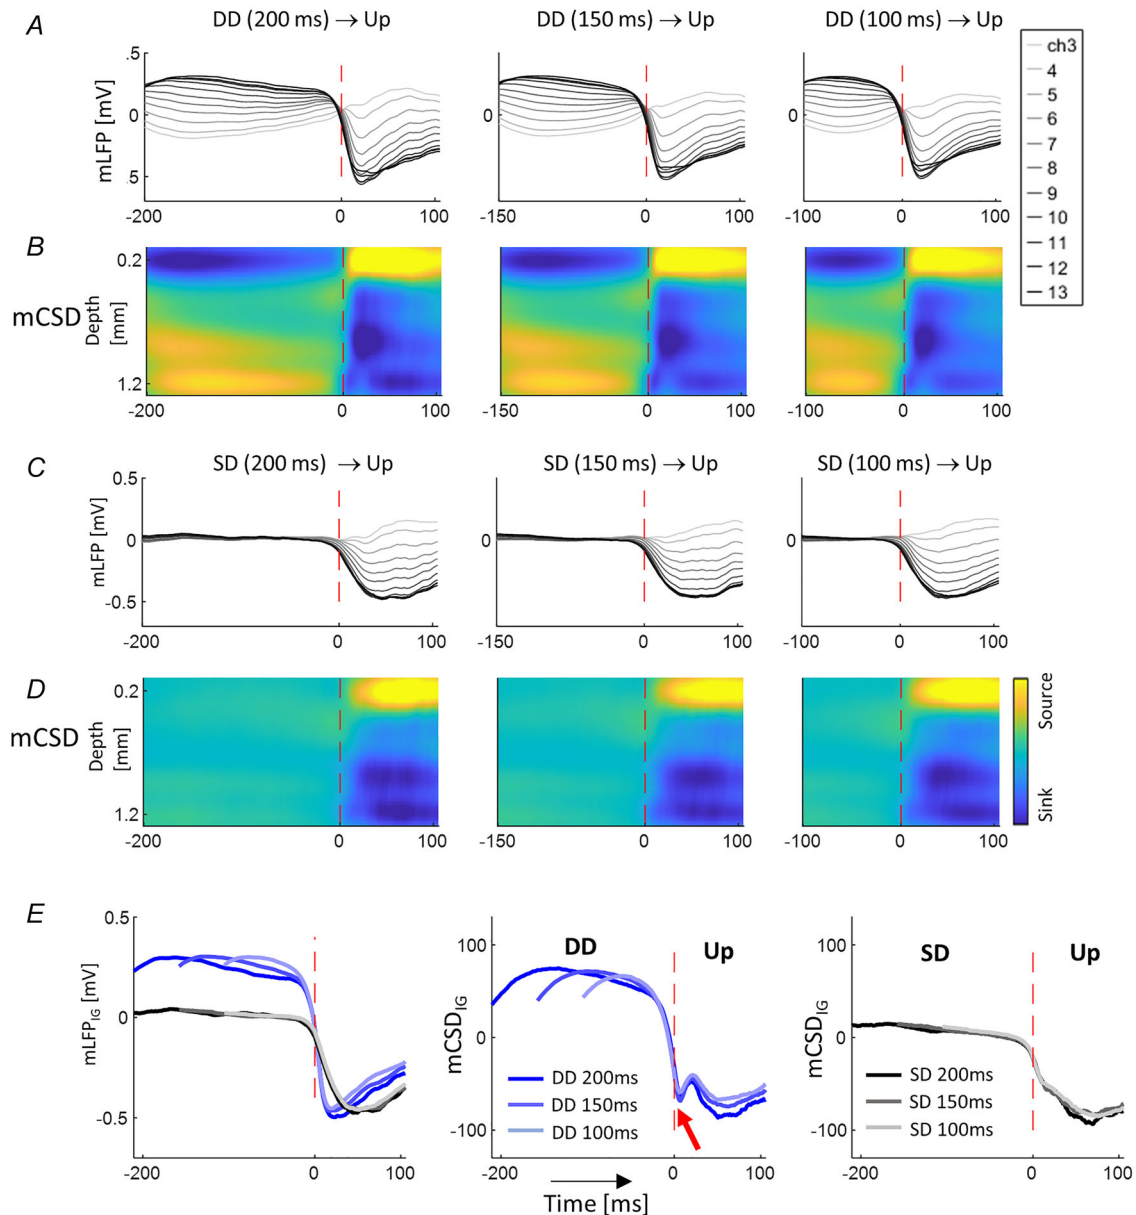 A
DD (200 ms) → Up
DD (150 ms) → Up
DD (100 ms) → Up
mLFP [mV]
.5
0
.5
-200
0
100
0
-150
0
100
0
-100
0
100
ch3
4
5
6
7
8
9
10
11
12
13
B
mCSD
Depth
[mm]
0.2
1.2
-200
0
100
-150
0
100
-100
0
100
C
SD (200 ms) → Up
SD (150 ms) → Up
SD (100 ms) → Up
mLFP [mV]
0.5
0
-0.5
-200
0
100
0
-150
0
100
0
-100
0
100
D
mCSD
Depth
[mm]
0.2
1.2
-200
0
100
-150
0
100
-100
0
100
Source
Sink
E
mLFP_IG [mV]
0.5
0
-0.5
-200
0
100
mCSD_IG
100
0
-100
DD
Up
DD 200ms
DD 150ms
DD 100ms
-200
0
100
Time [ms]
mCSD_IG
100
0
-100
SD
Up
SD 200ms
SD 150ms
SD 100ms
-200
0
100